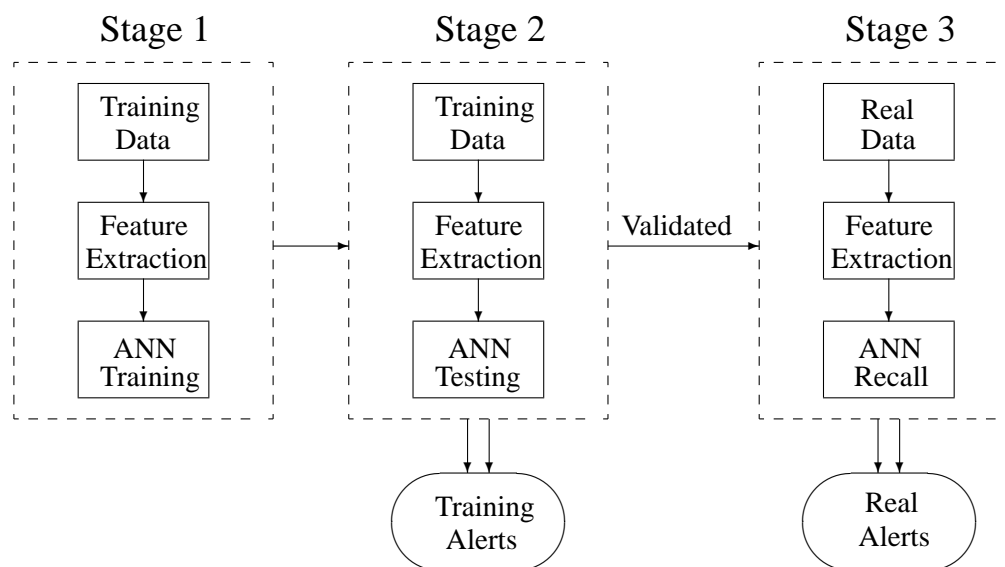 Stage 1
Training
Data
Feature
Extraction
ANN
Training
Stage 2
Training
Data
Feature
Extraction
ANN
Testing
Training
Alerts
Validated
Stage 3
Real
Data
Feature
Extraction
ANN
Recall
Real
Alerts